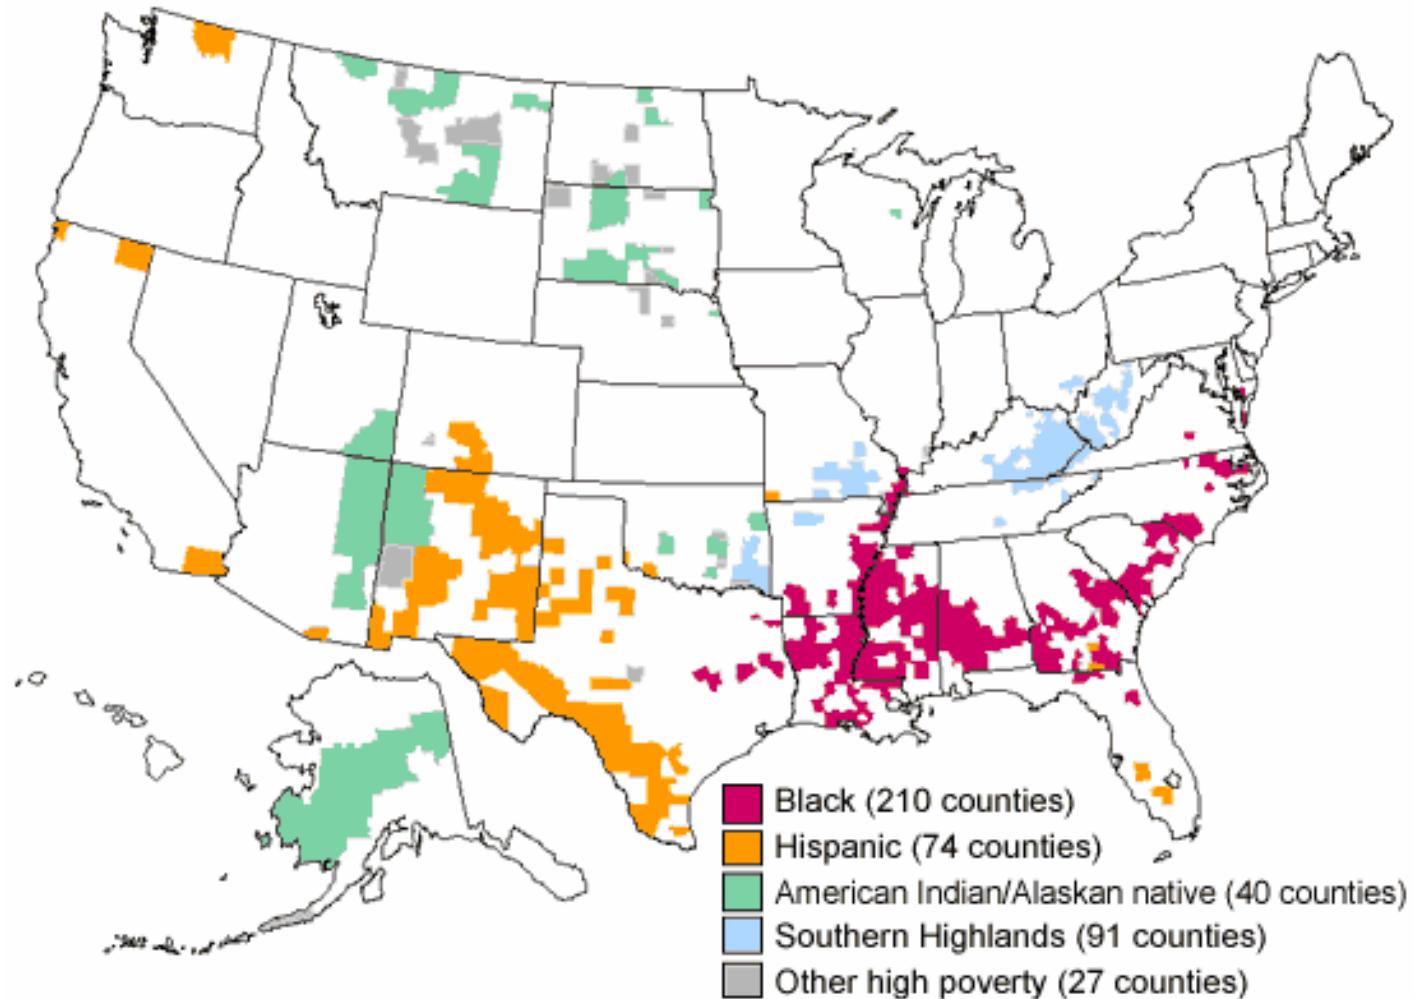 Black (210 counties)
Hispanic (74 counties)
American Indian/Alaskan native (40 counties)
Southern Highlands (91 counties)
Other high poverty (27 counties)